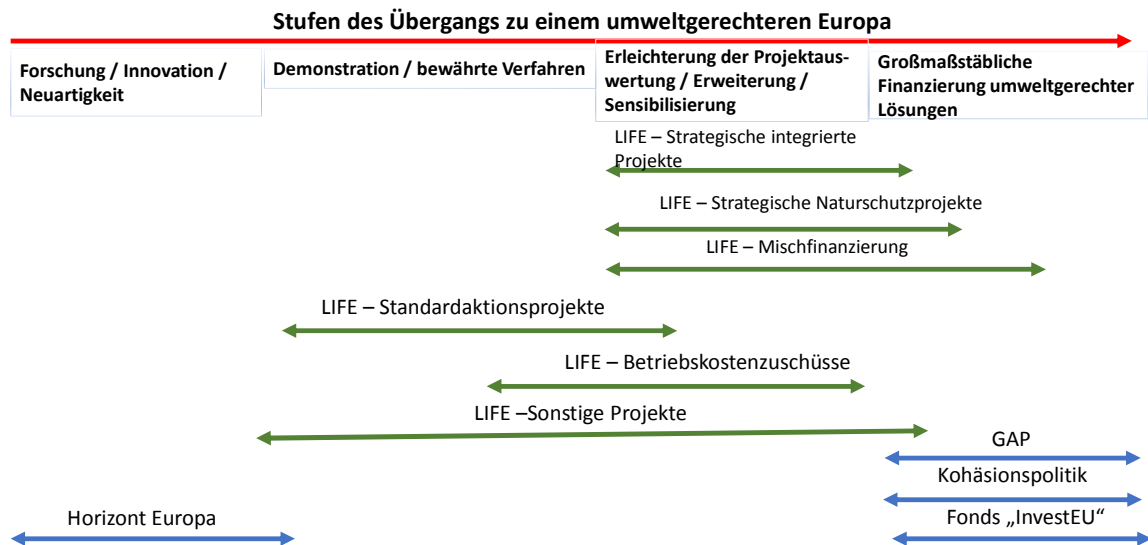 Stufen des Übergangs zu einem umweltgerechteren Europa
Forschung / Innovation /
Neuartigkeit
Demonstration / bewährte Verfahren
Erleichterung der Projektaus-
wertung / Erweiterung /
Sensibilisierung
Großmaßstäbliche
Finanzierung umweltgerechter
Lösungen
LIFE – Strategische integrierte
Projekte
LIFE – Strategische Naturschutzprojekte
LIFE – Mischfinanzierung
LIFE – Standardaktionsprojekte
LIFE – Betriebskostenzuschüsse
LIFE –Sonstige Projekte
GAP
Kohäsionspolitik
Horizont Europa
Fonds „InvestEU“